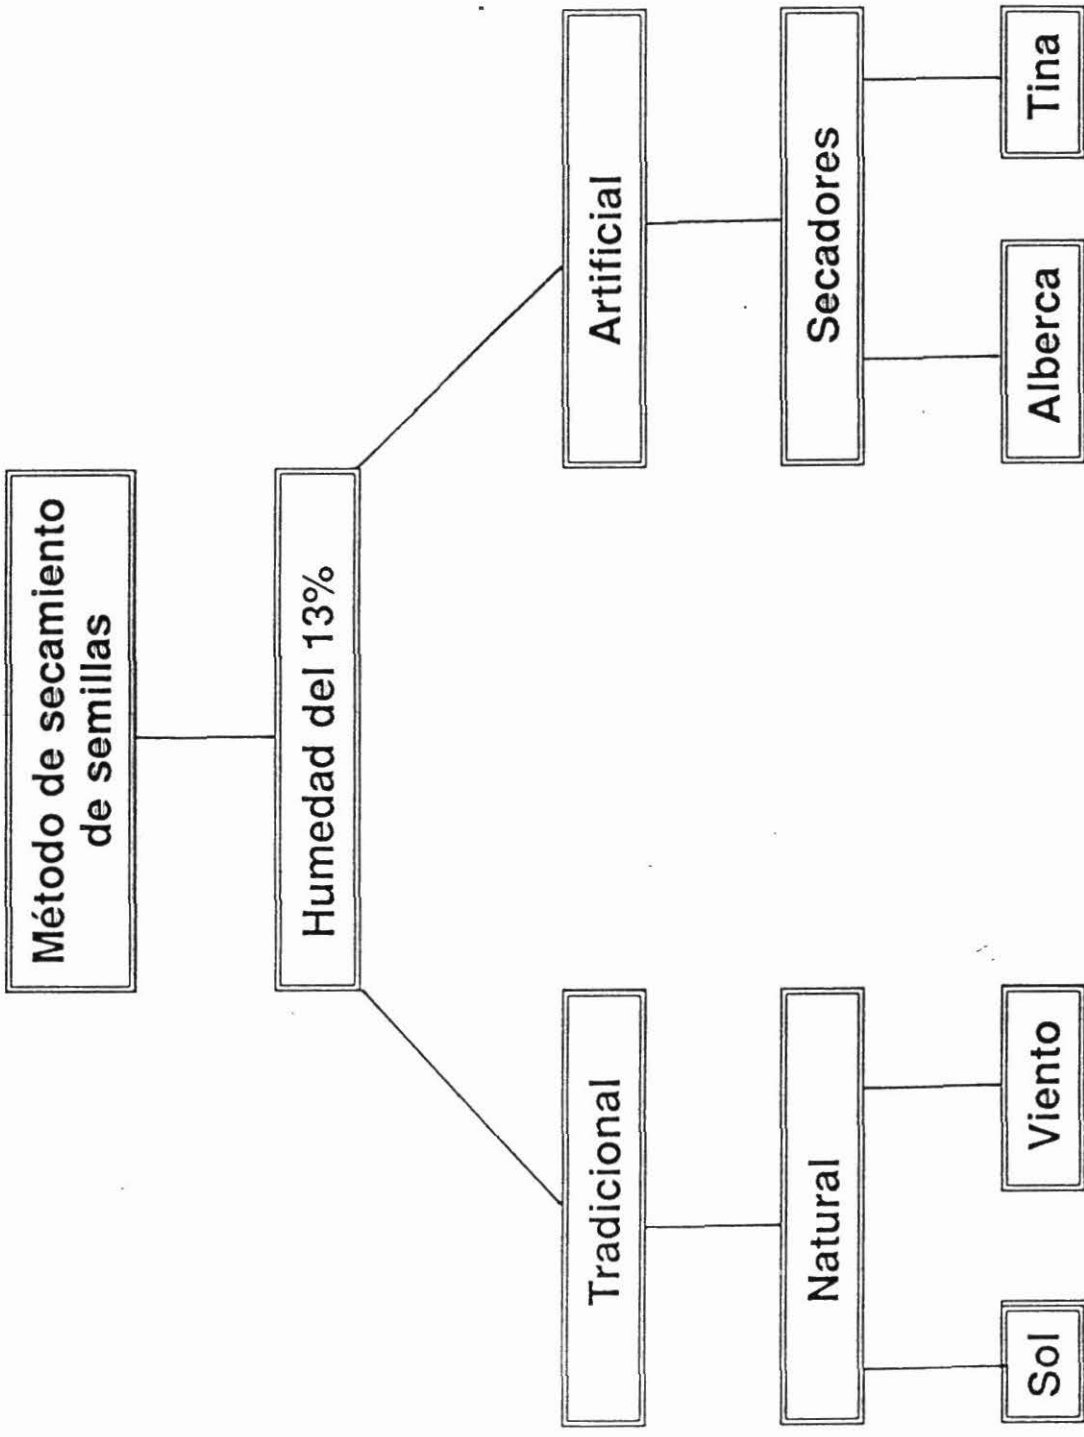 Método de secamiento
de semillas
Humedad del 13%
Tradicional
Artificial
Natural
Secadores
Sol
Viento
Alberca
Tina